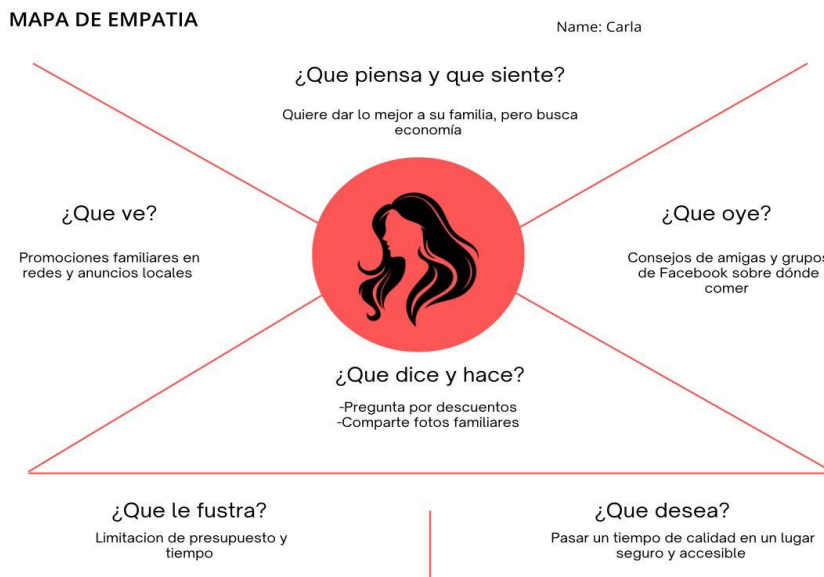 MAPA DE EMPATIA
Name: Carla
¿Que piensa y que siente?
Quiere dar lo mejor a su familia, pero busca
economía
¿Que ve?
Promociones familiares en
redes y anuncios locales
¿Que oye?
Consejos de amigas y grupos
de Facebook sobre dónde
comer
¿Que dice y hace?
-Pregunta por descuentos
-Comparte fotos familiares
¿Que le fustra?
Limitacion de presupuesto y
tiempo
¿Que desea?
Pasar un tiempo de calidad en un lugar
seguro y accesible